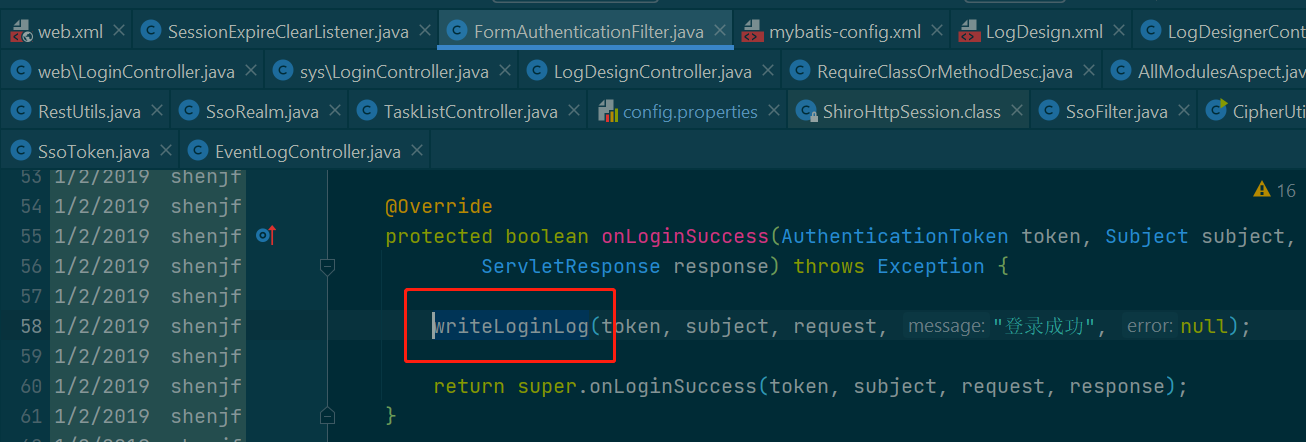 web.xml SessionExpireClearListener.java FormAuthenticationFilter.java mybatis-config.xml LogDesign.xml LogDesignerCont
web\LoginController.java sys\LoginController.java LogDesignController.java RequireClassOrMethodDesc.java AllModulesAspect.java
RestUtils.java SsoRealm.java TaskListController.java config.properties ShiroHttpSession.class SsoFilter.java CipherUti
SsoToken.java EventLogController.java
53 1/2/2019 shenjf
54 1/2/2019 shenjf @Override
16
55 1/2/2019 shenjf protected boolean onLoginSuccess(AuthenticationToken token, Subject subject,
56 1/2/2019 shenjf ServletResponse response) throws Exception {
57 1/2/2019 shenjf
58 1/2/2019 shenjf writeLoginLog(token, subject, request, message: "登录成功", error: null);
59 1/2/2019 shenjf
60 1/2/2019 shenjf return super.onLoginSuccess(token, subject, request, response);
61 1/2/2019 shenjf }